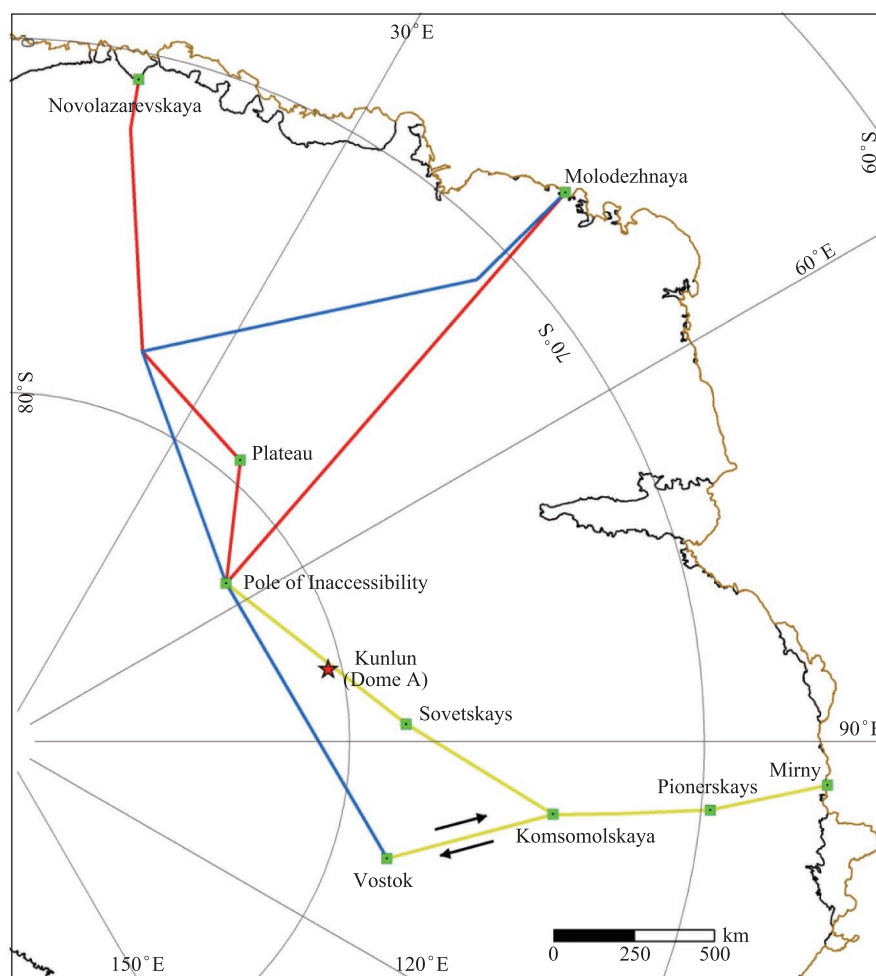 30°E
Novolazarevskaya
60°S
Molodezhnaya
60°E
70°S
80°S
Plateau
Pole of Inaccessibility
Kunlun
(Dome A)
Sovetskays
90°E
Mirny
Pionerskays
Komsomolskaya
Vostok
km
0 250 500
150°E
120°E